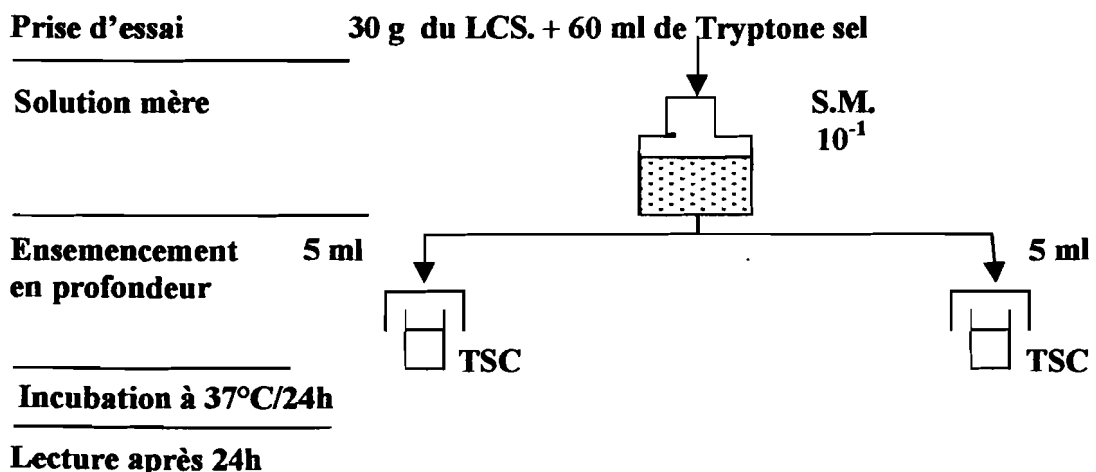 Prise d'essai 30 g du LCS. + 60 ml de Tryptone sel
Solution mère S.M.
10⁻¹
Ensemencement 5 ml 5 ml
en profondeur
TSC TSC
Incubation à 37°C/24h
Lecture après 24h